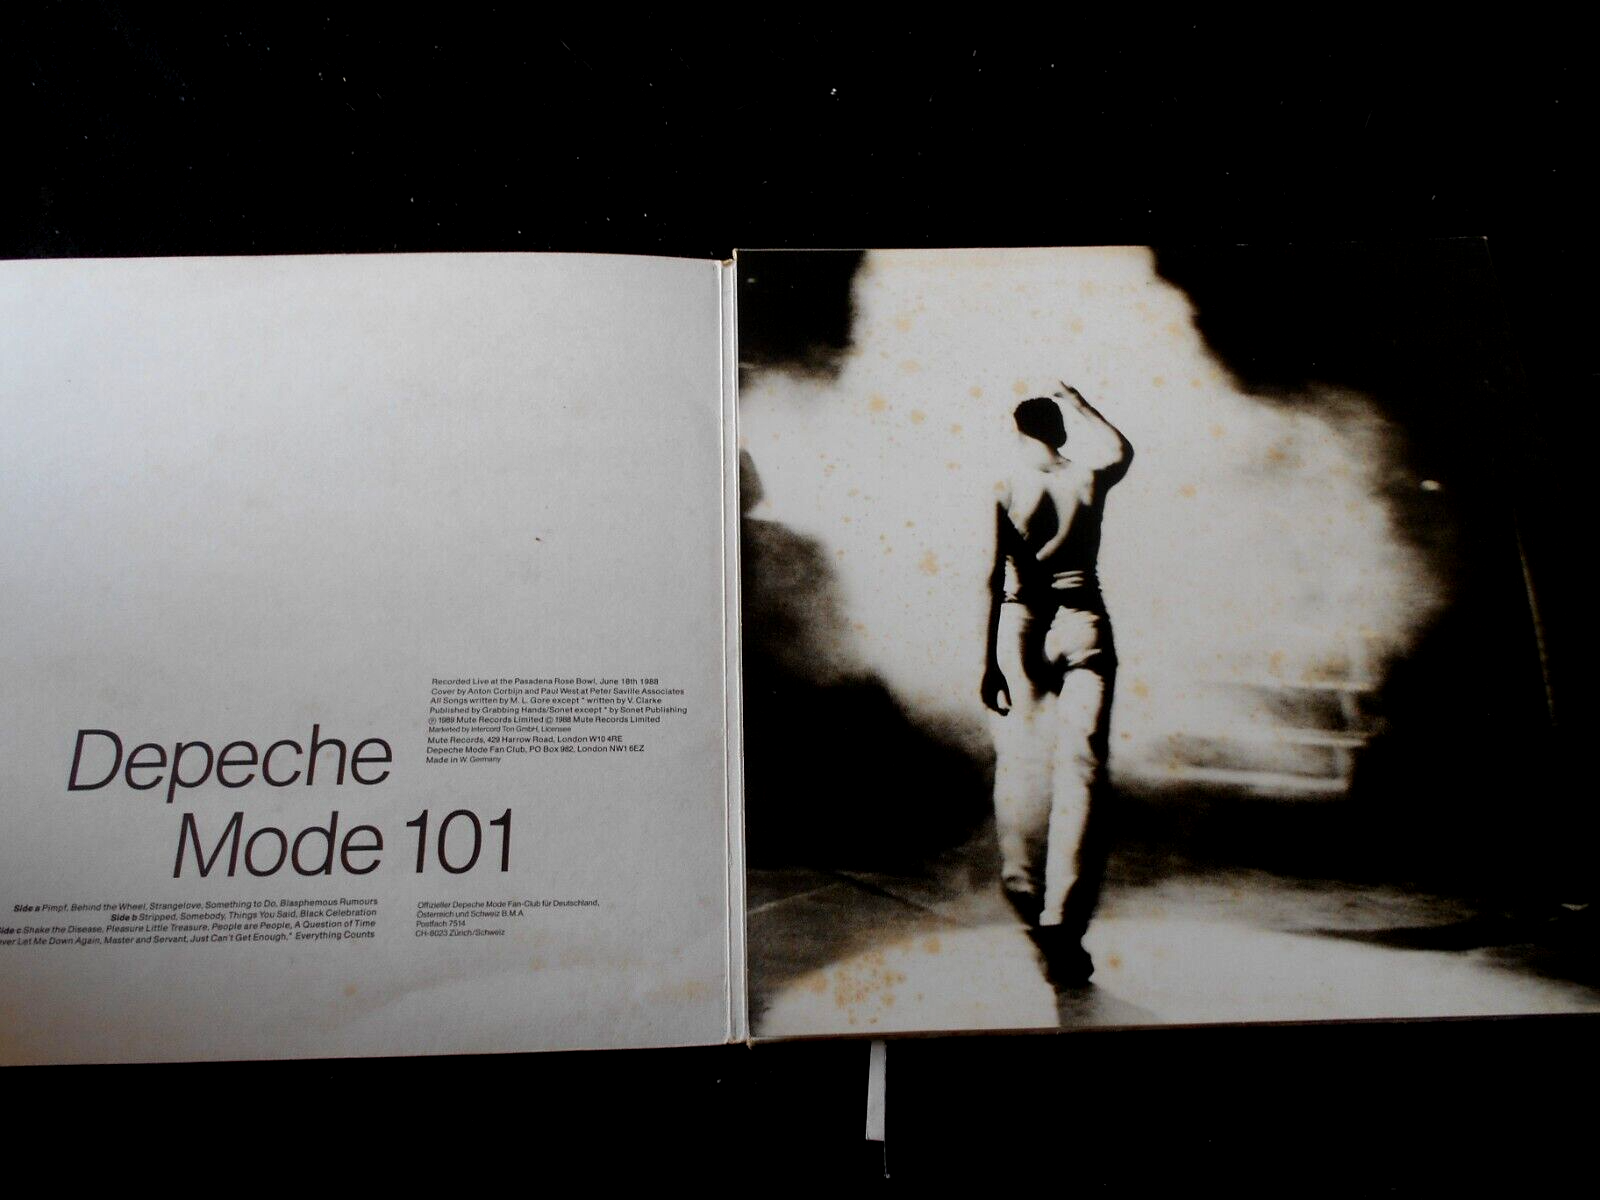 Recorded Live at the Pasadena Rose Bowl, June 18th 1988
Cover by Anton Corbijn and Paul West at Peter Saville Associates
All Songs written by M. L. Gore except * written by V. Clarke
Published by Grabbing Hands/Sonet except * by Sonet Publishing
℗ 1989 Mute Records Limited © 1988 Mute Records Limited
Marketed by Intercord Ton GmbH, Licensee
Mute Records, 429 Harrow Road, London W10 4RE
Depeche Mode Fan Club, PO Box 982, London NW1 6EZ
Made in W. Germany
Depeche
Mode 101
Side a Pimpf, Behind the Wheel, Strangelove, Something to Do, Blasphemous Rumours
Side b Stripped, Somebody, Things You Said, Black Celebration
Side c Shake the Disease, Pleasure Little Treasure, People are People, A Question of Time
Let Me Down Again, Master and Servant, Just Can't Get Enough,* Everything Counts
Offizieller Depeche Mode Fan-Club für Deutschland,
Österreich und Schweiz B.M.A.
Postfach 7514
CH-8023 Zürich/Schweiz